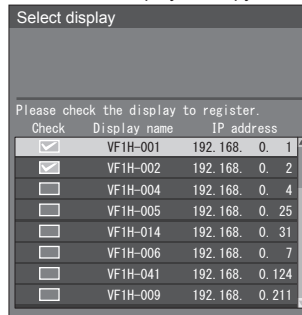 Select display
Please check the display to register.
Check Display name IP address
VF1H-001 192.168. 0. 1
VF1H-002 192.168. 0. 2
VF1H-004 192.168. 0. 4
VF1H-005 192.168. 0. 25
VF1H-014 192.168. 0. 31
VF1H-006 192.168. 0. 7
VF1H-041 192.168. 0.124
VF1H-009 192.168. 0.211